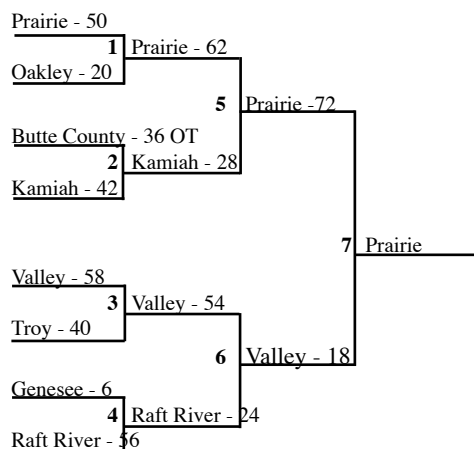 Prairie - 50
1
Prairie - 62
Oakley - 20
5
Prairie -72
Butte County - 36 OT
2
Kamiah - 28
Kamiah - 42
7
Prairie
Valley - 58
3
Valley - 54
Troy - 40
6
Valley - 18
Genesee - 6
4
Raft River - 24
Raft River - 56